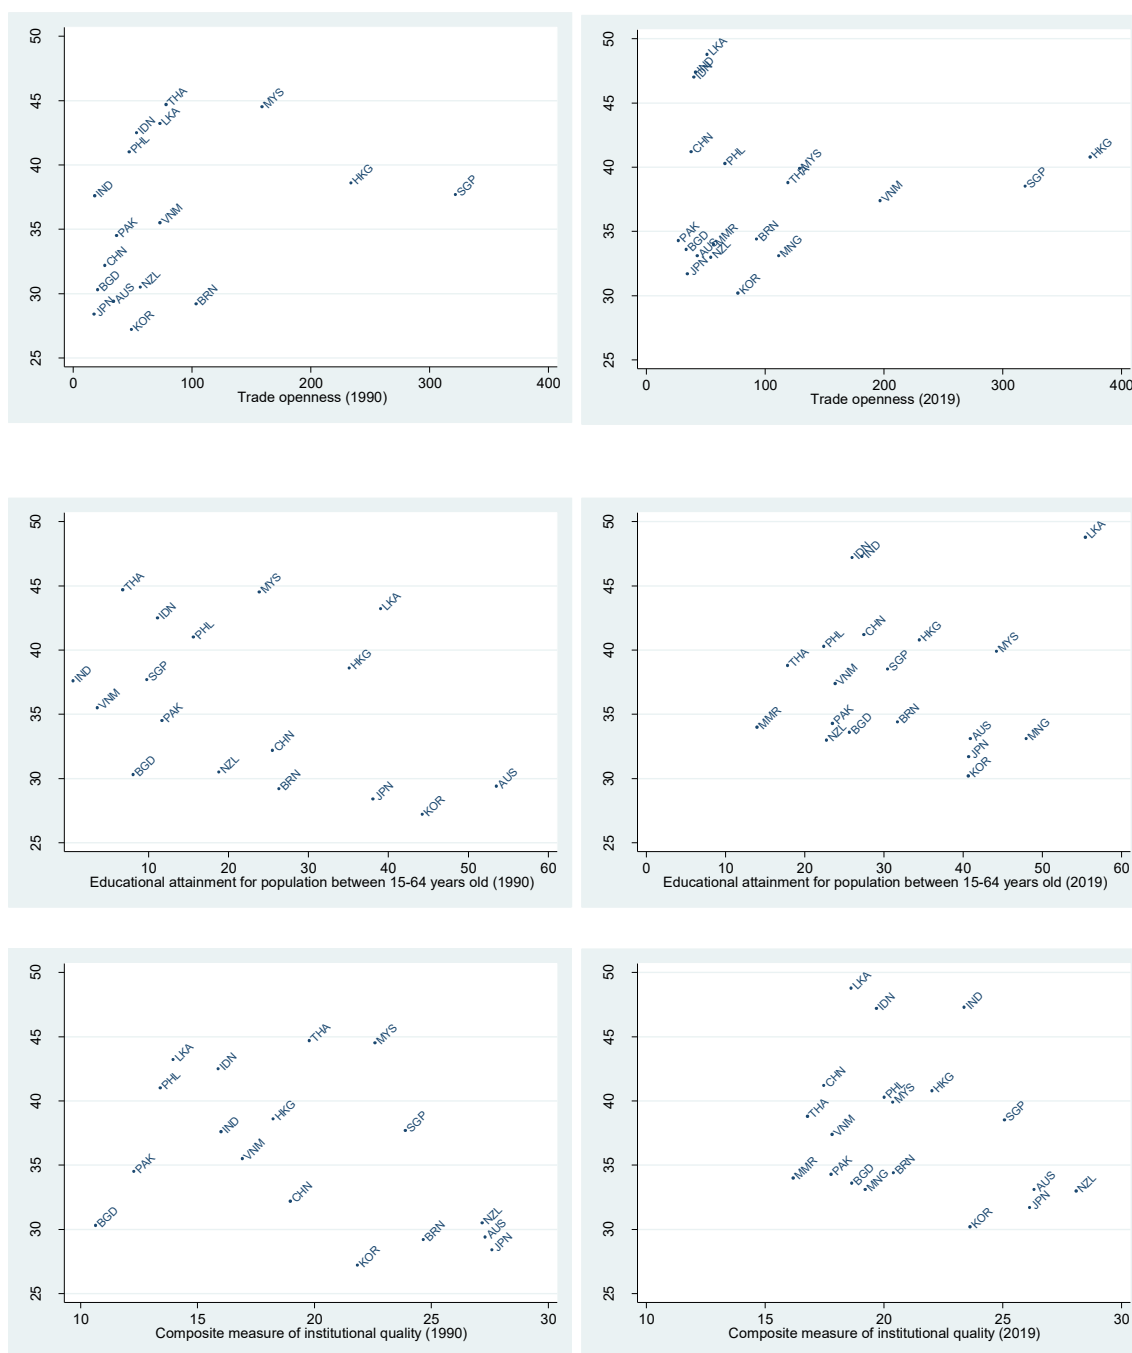 50
45
40
35
30
25
THA
LKA
IDN
PHL
MYS
HKG
SGP
IND
VNM
PAK
CHN
BGD
NZL
AUS
JPN
KOR
BRN
0 100 200 300 400
Trade openness (1990)
50
45
40
35
30
25
LKA
IND
IDN
CHN
PHL
MYS
THA
HKG
SGP
VNM
PAK
BGD
MMR
AUS
NZL
JPN
BRN
MNG
KOR
0 100 200 300 400
Trade openness (2019)
50
45
40
35
30
25
THA
MYS
IDN
LKA
PHL
HKG
IND
SGP
VNM
PAK
CHN
BGD
NZL
BRN
JPN
KOR
AUS
10 20 30 40 50 60
Educational attainment for population between 15-64 years old (1990)
50
45
40
35
30
25
LKA
IDN
IND
CHN
PHL
HKG
MYS
THA
SGP
VNM
MMR
PAK
NZL
BGD
BRN
AUS
MNG
JPN
KOR
0 10 20 30 40 50 60
Educational attainment for population between 15-64 years old (2019)
50
45
40
35
30
25
THA
MYS
LKA
IDN
PHL
HKG
IND
SGP
VNM
PAK
CHN
BGD
NZL
AUS
BRN
JPN
KOR
10 15 20 25 30
Composite measure of institutional quality (1990)
50
45
40
35
30
25
LKA
IDN
IND
CHN
PHL
MYS
HKG
THA
SGP
VNM
MMR
PAK
BGD
MNG
BRN
AUS
NZL
JPN
KOR
10 15 20 25 30
Composite measure of institutional quality (2019)